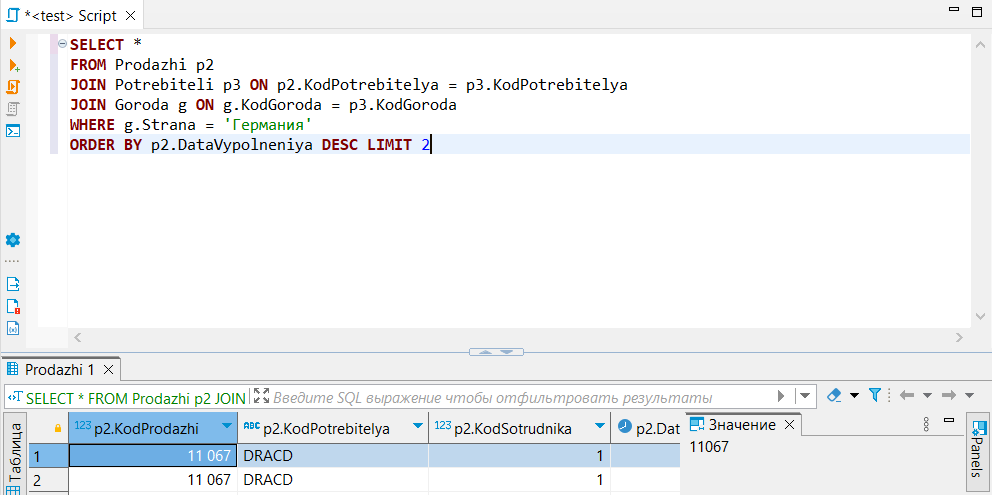 *<test> Script
SELECT *
FROM Prodazhi p2
JOIN Potrebiteli p3 ON p2.KodPotrebitelya = p3.KodPotrebitelya
JOIN Goroda g ON g.KodGoroda = p3.KodGoroda
WHERE g.Strana = 'Германия'
ORDER BY p2.DataVypolneniya DESC LIMIT 2
Prodazhi 1
SELECT * FROM Prodazhi p2 JOIN Введите SQL выражение чтобы отфильтровать результаты
Таблица
123 p2.KodProdazhi ABC p2.KodPotrebitelya 123 p2.KodSotrudnika p2.Dat
1 11 067 DRACD 1
2 11 067 DRACD 1
Значение
11067
Panels